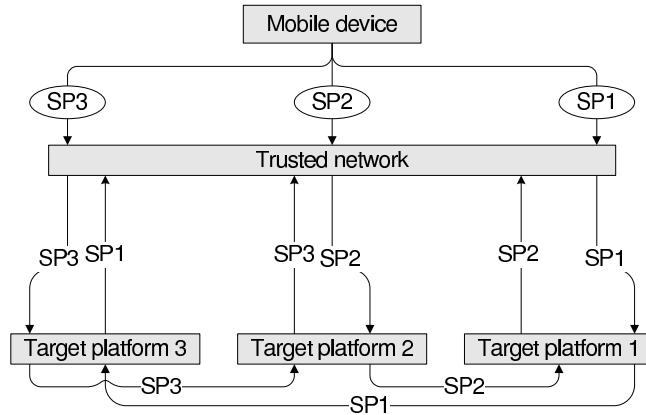 Mobile device
SP3 SP2 SP1
Trusted network
SP3 SP1 SP3 SP2 SP2 SP1
Target platform 3 Target platform 2 Target platform 1
SP3 SP2
SP1